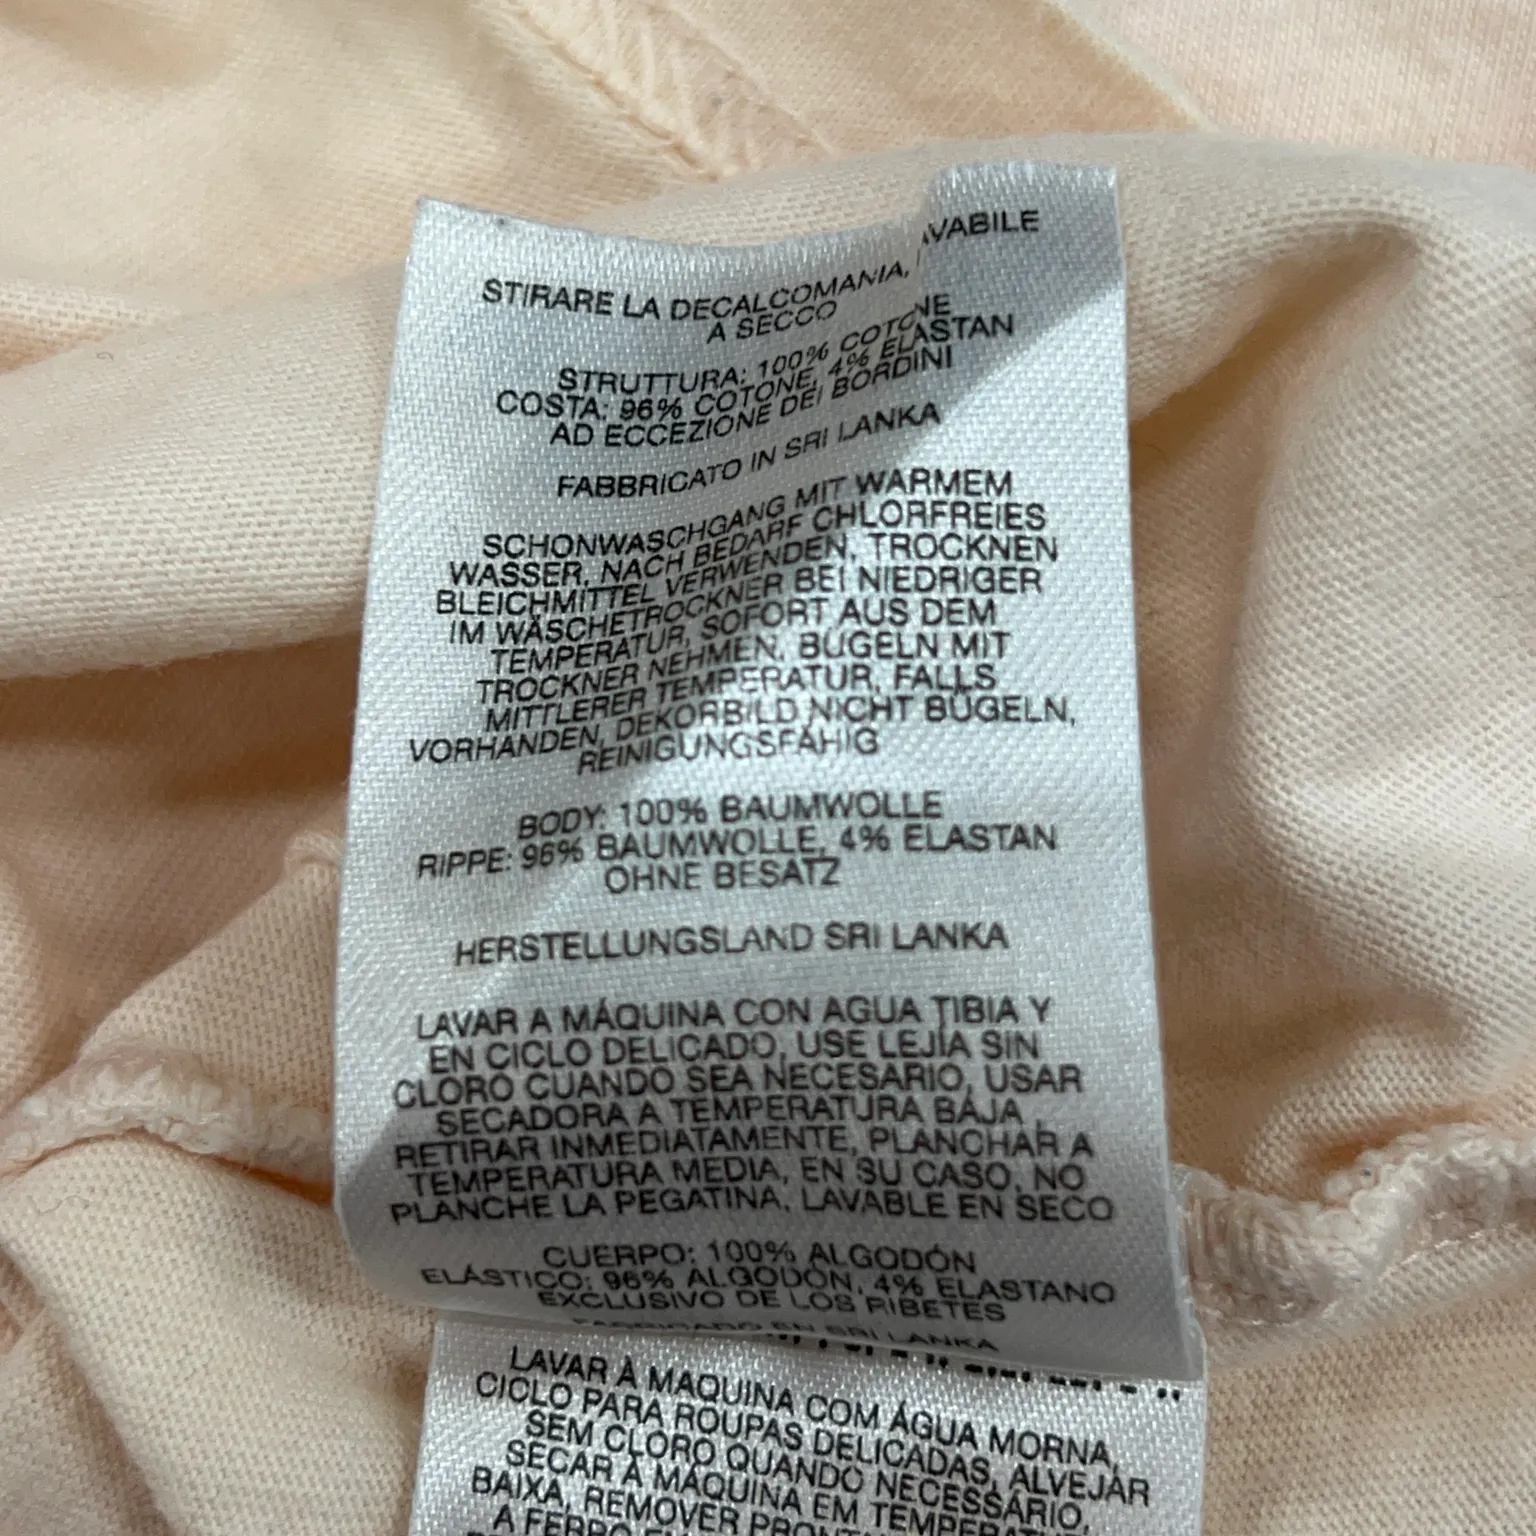 STIRARE LA DECALCOMANIA, LAVABILE
A SECCO
STRUTTURA: 100% COTONE
COSTA: 96% COTONE, 4% ELASTAN
AD ECCEZIONE DEI BORDINI
FABBRICATO IN SRI LANKA
SCHONWASCHGANG MIT WARMEM
WASSER, NACH BEDARF CHLORFREIES
BLEICHMITTEL VERWENDEN, TROCKNEN
IM WÄSCHETROCKNER BEI NIEDRIGER
TEMPERATUR, SOFORT AUS DEM
TROCKNER NEHMEN, BÜGELN MIT
MITTLERER TEMPERATUR, FALLS
VORHANDEN, DEKORBILD NICHT BÜGELN,
REINIGUNGSFÄHIG
BODY: 100% BAUMWOLLE
RIPPE: 96% BAUMWOLLE, 4% ELASTAN
OHNE BESATZ
HERSTELLUNGSLAND SRI LANKA
LAVAR A MÁQUINA CON AGUA TIBIA Y
EN CICLO DELICADO, USE LEJÍA SIN
CLORO CUANDO SEA NECESARIO, USAR
SECADORA A TEMPERATURA BAJA,
RETIRAR INMEDIATAMENTE, PLANCHAR A
TEMPERATURA MEDIA, EN SU CASO, NO
PLANCHE LA PEGATINA, LAVABLE EN SECO
CUERPO: 100% ALGODÓN
ELÁSTICO: 96% ALGODÓN, 4% ELASTANO
EXCLUSIVO DE LOS RIBETES
FABRICADO EN SRI LANKA
LAVAR À MAQUINA COM ÁGUA MORNA,
CICLO PARA ROUPAS DELICADAS, ALVEJAR
SEM CLORO QUANDO NECESSÁRIO,
SECAR À MÁQUINA EM
BAIXA, REMOVER
A FERRO